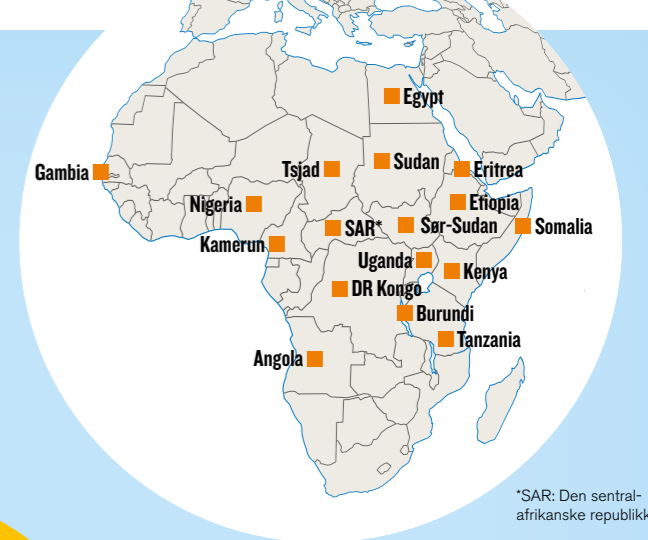 Egypt
Sudan
Tsjad
Eritrea
Gambia
Nigeria
Etiopia
SAR*
Sør-Sudan
Somalia
Kamerun
Uganda
Kenya
DR Kongo
Burundi
Tanzania
Angola
*SAR: Den sentral-
afrikanske republikk